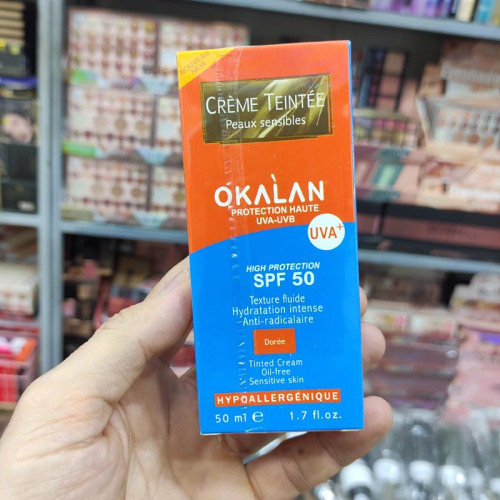 NOUVEAU
CRÈME TEINTÉE
Peaux sensibles
OKALAN
PROTECTION HAUTE
UVA-UVB
UVA+
HIGH PROTECTION
SPF 50
Texture fluide
Hydratation intense
Anti-radicalaire
Dorée
Tinted Cream
Oil-free
Sensitive skin
HYPOALLERGÉNIQUE
50 ml e 1.7 fl.oz.